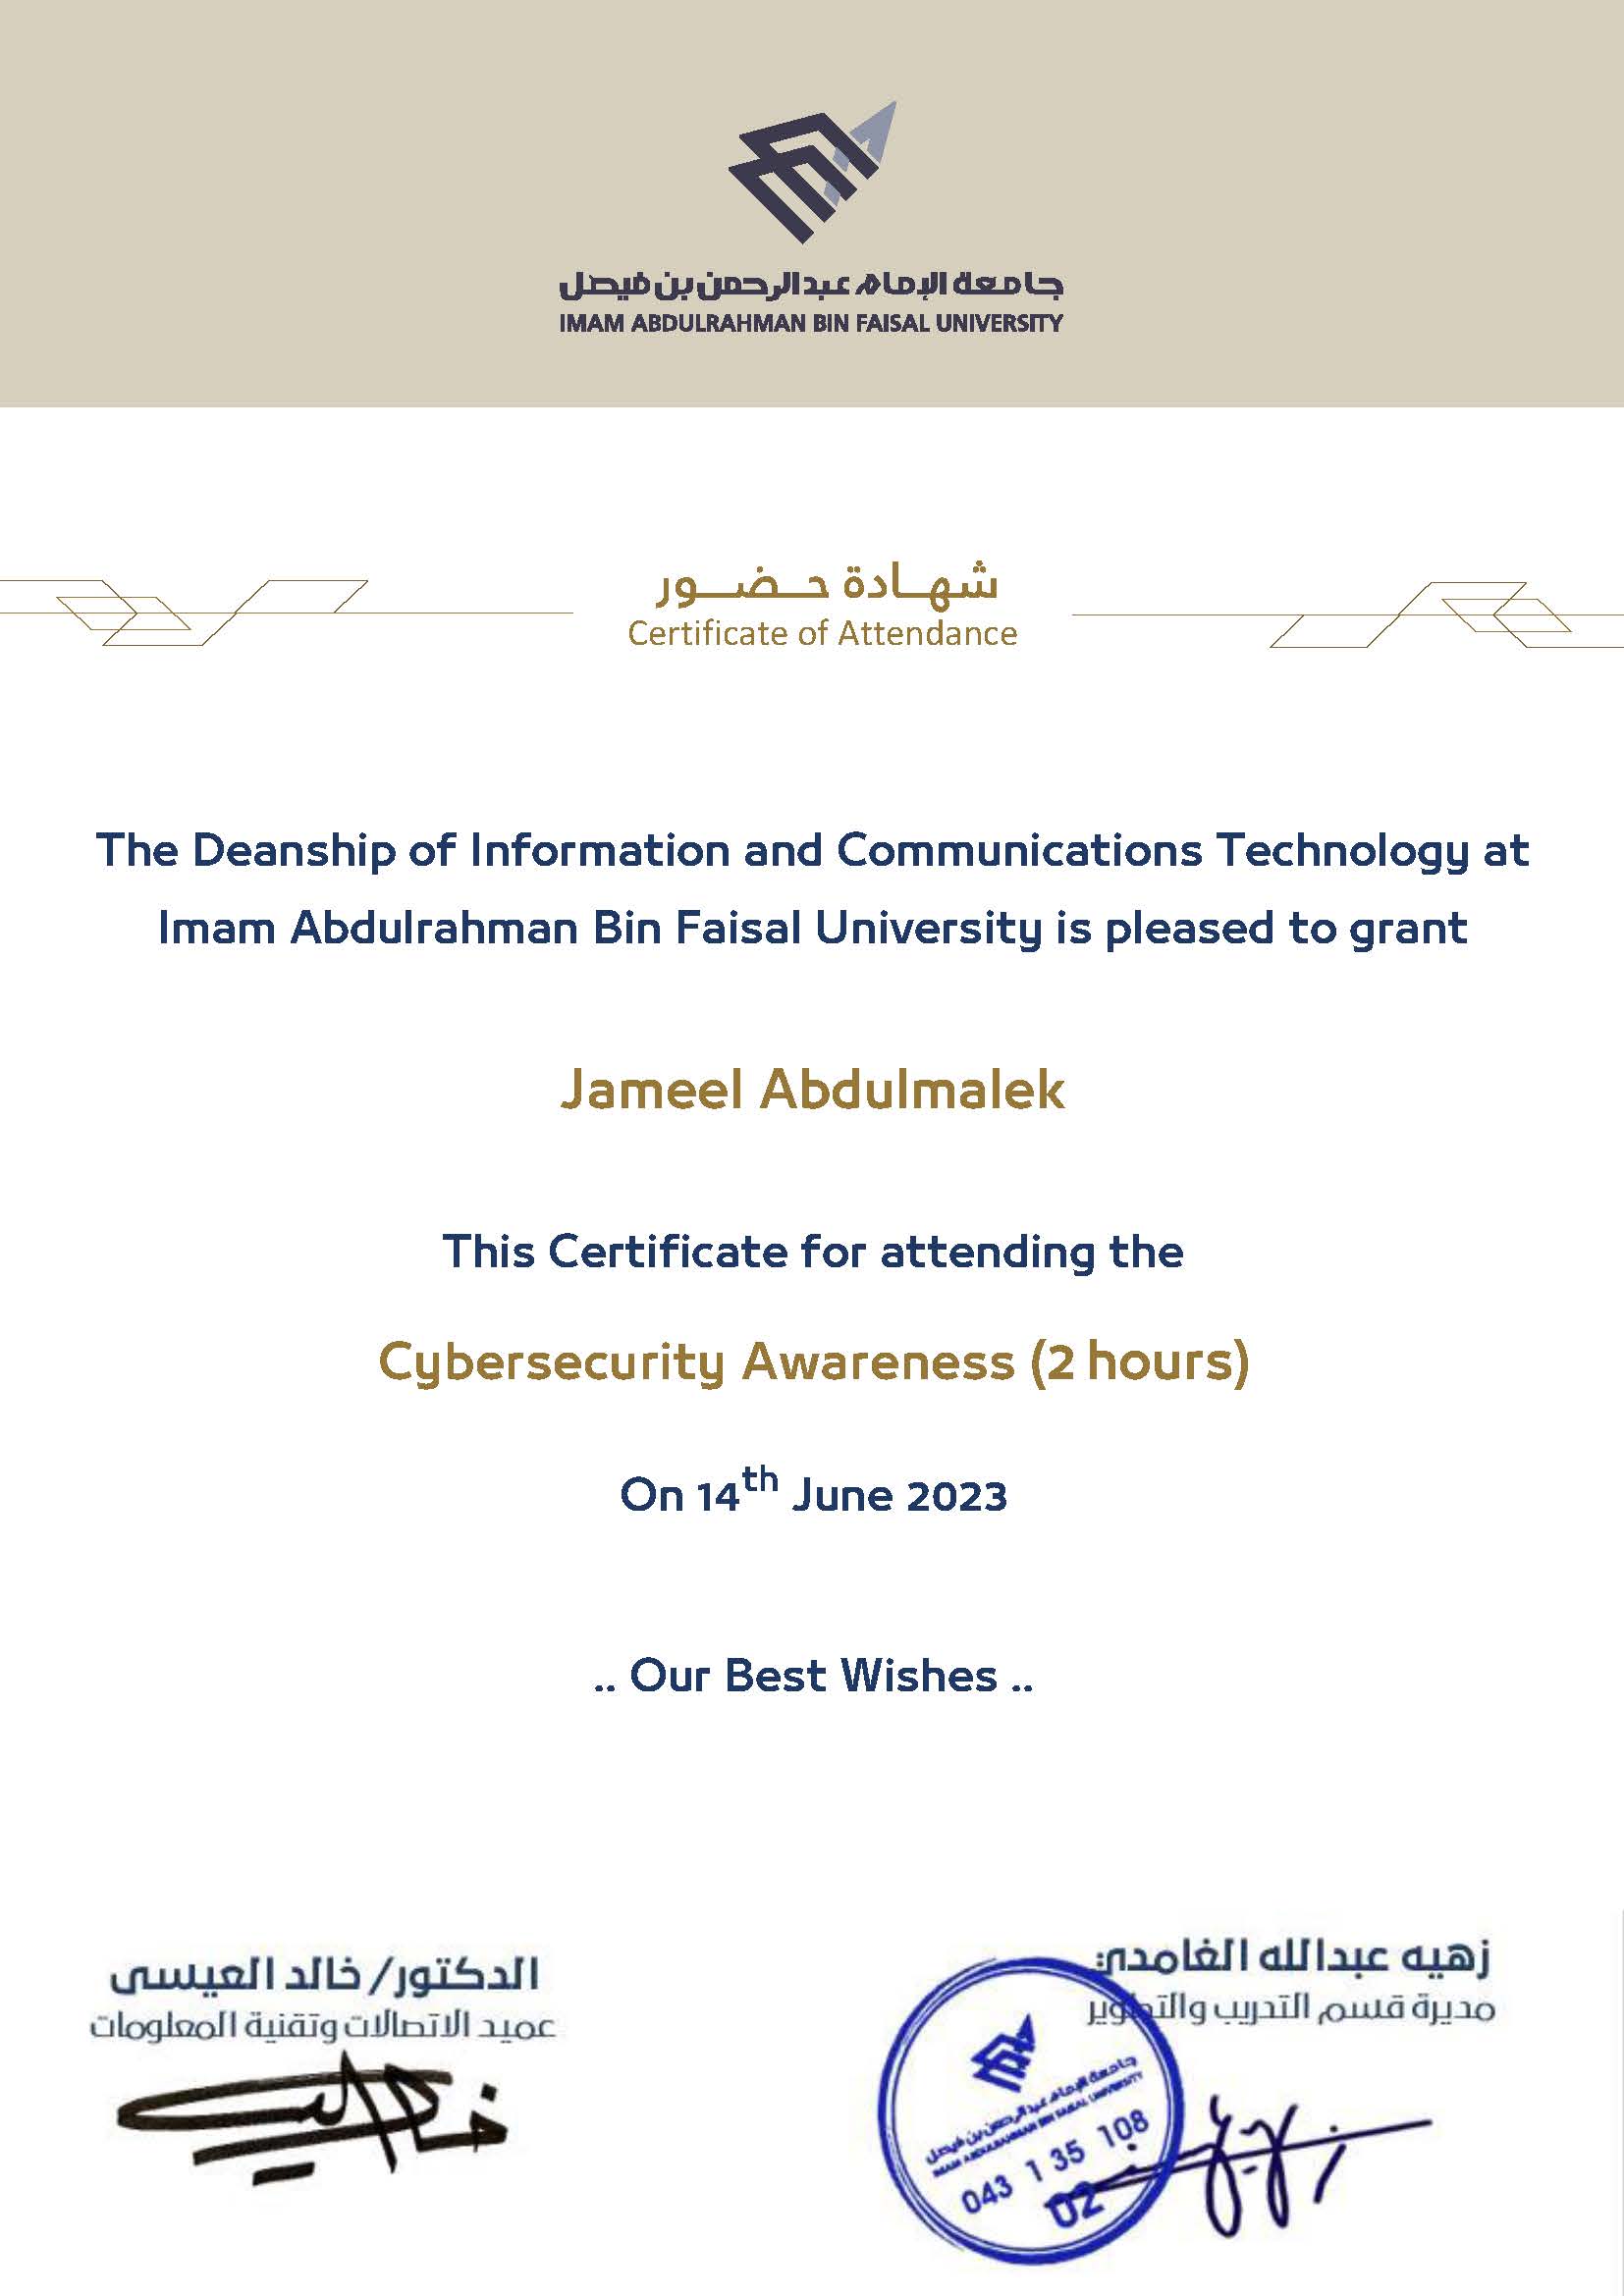 جامعة الإمام عبدالرحمن بن فيصل
IMAM ABDULRAHMAN BIN FAISAL UNIVERSITY
شهــادة حــضــور
Certificate of Attendance
The Deanship of Information and Communications Technology at
Imam Abdulrahman Bin Faisal University is pleased to grant
Jameel Abdulmalek
This Certificate for attending the
Cybersecurity Awareness (2 hours)
On 14th June 2023
.. Our Best Wishes ..
زهيه عبدالله الغامدي
مديرة قسم التدريب والتطوير
جامعة الإمام عبدالرحمن بن فيصل
IMAM ABDULRAHMAN BIN FAISAL UNIVERSITY
043 1 35 108
02
الدكتور/ خالد العيسى
عميد الاتصالات وتقنية المعلومات